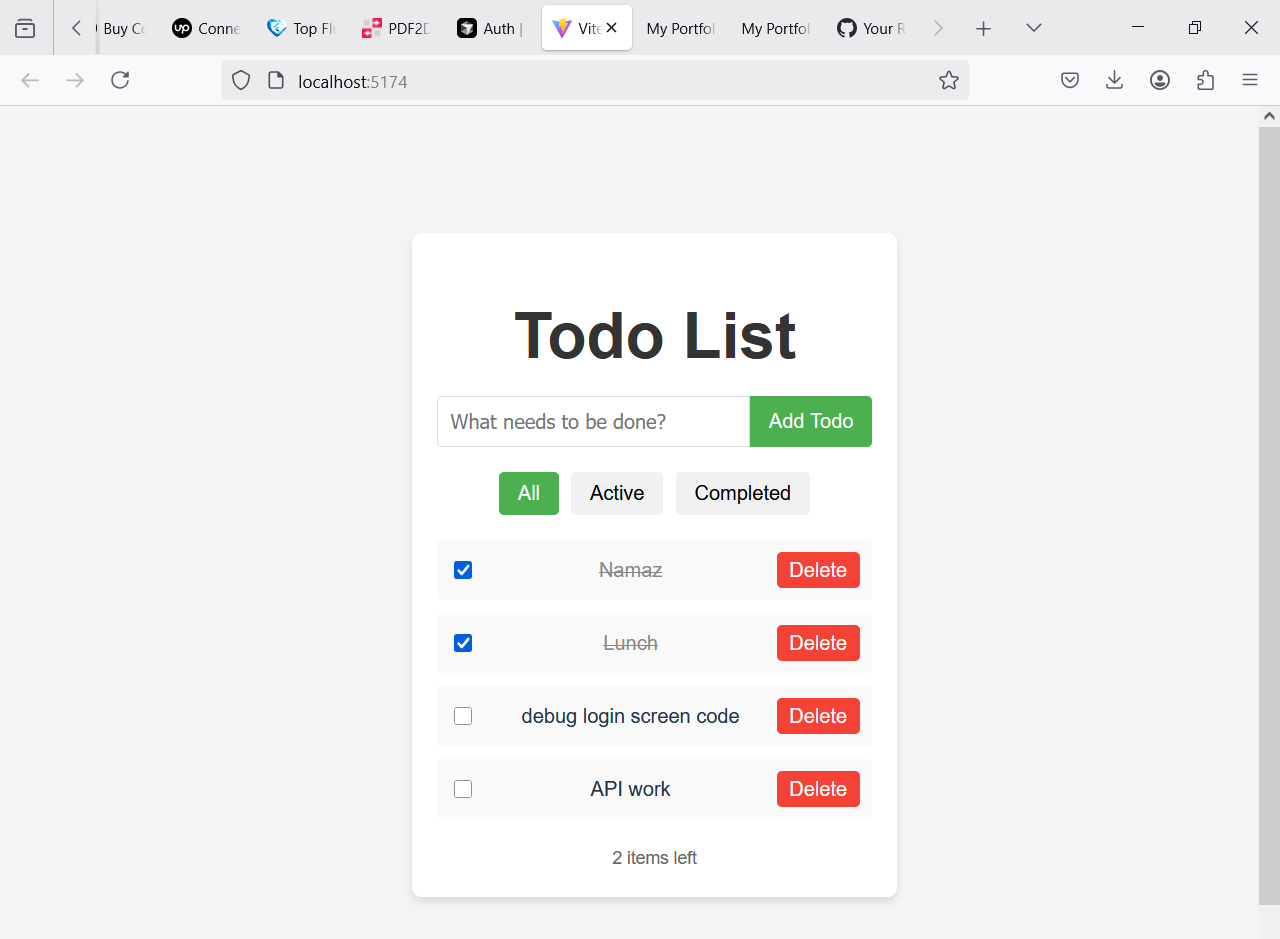 Buy Co
up Conne
Top Fl
PDF2D
Auth |
Vite
My Portfol
My Portfol
Your R
localhost:5174
Todo List
What needs to be done? Add Todo
All Active Completed
Namaz Delete
Lunch Delete
debug login screen code Delete
API work Delete
2 items left